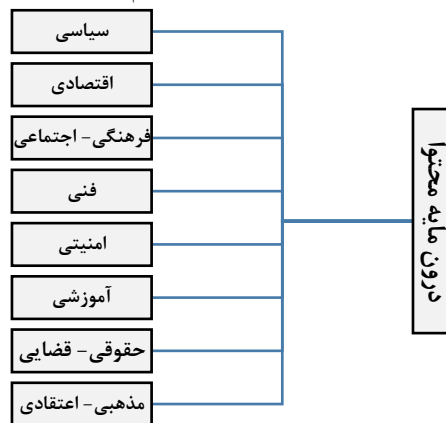 درون مایه محتوا
سیاسی
اقتصادی
فرهنگی- اجتماعی
فنی
امنیتی
آموزشی
حقوقی- قضایی
مذهبی- اعتقادی